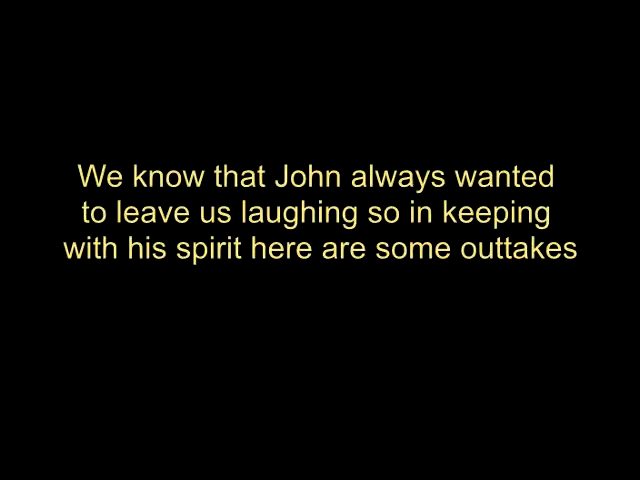 We know that John always wanted
to leave us laughing so in keeping
with his spirit here are some outtakes